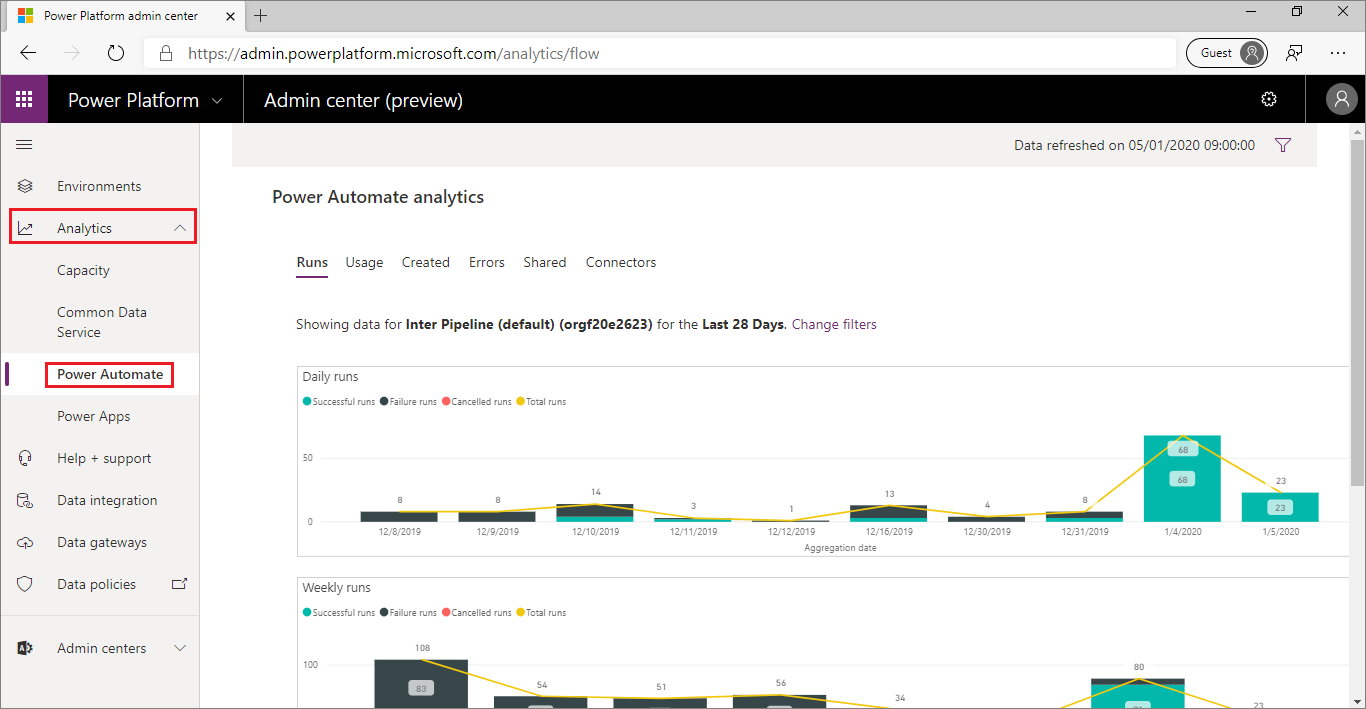 Power Platform admin center
https://admin.powerplatform.microsoft.com/analytics/flow
Guest
Power Platform
Admin center (preview)
Environments
Analytics
Capacity
Common Data
Service
Power Automate
Power Apps
Help + support
Data integration
Data gateways
Data policies
Admin centers
Data refreshed on 05/01/2020 09:00:00
Power Automate analytics
Runs Usage Created Errors Shared Connectors
Showing data for Inter Pipeline (default) (orgf20e2623) for the Last 28 Days. Change filters
Daily runs
Successful runs Failure runs Cancelled runs Total runs
50
0
8 8 14 3 1 13 4 8 68 23
68 23
12/8/2019 12/9/2019 12/10/2019 12/11/2019 12/12/2019 12/16/2019 12/30/2019 12/31/2019 1/4/2020 1/5/2020
Aggregation date
Weekly runs
Successful runs Failure runs Cancelled runs Total runs
100
108 54 51 56 34 80 23
83